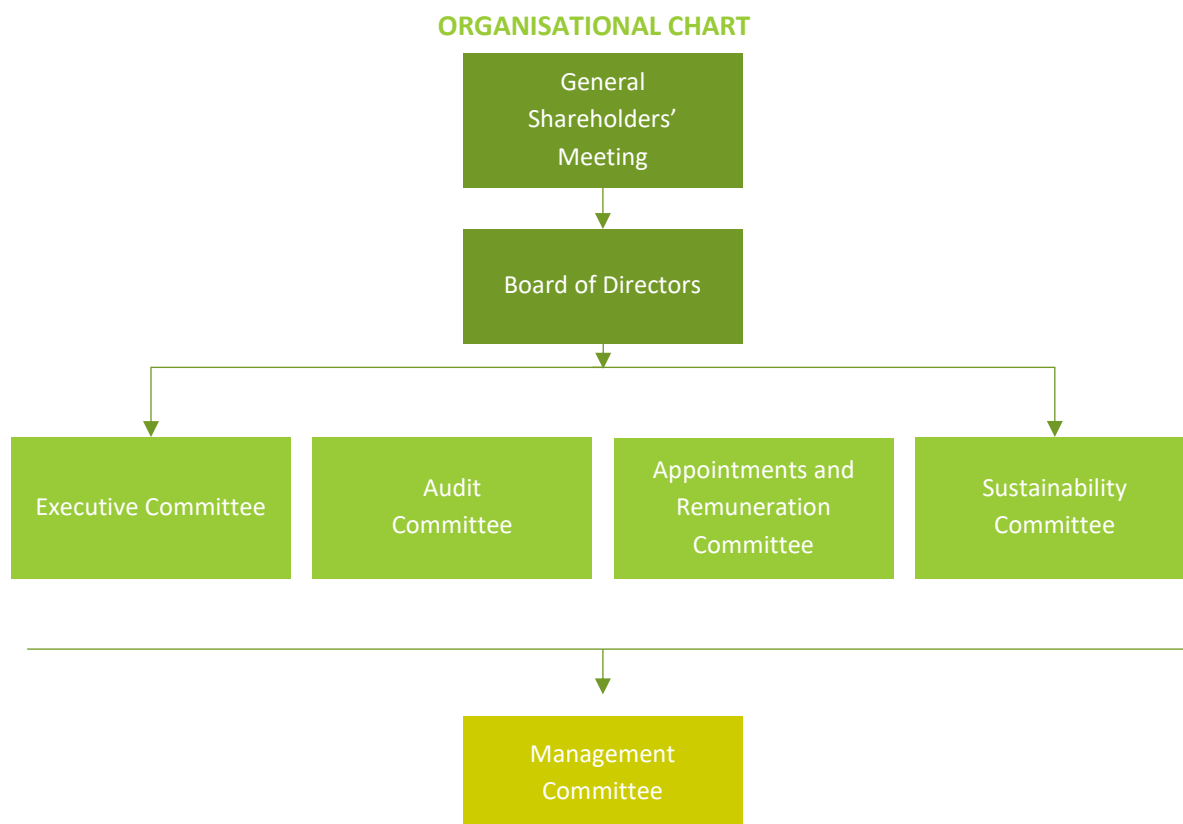 ORGANISATIONAL CHART
General
Shareholders’
Meeting
Board of Directors
Executive Committee
Audit
Committee
Appointments and
Remuneration
Committee
Sustainability
Committee
Management
Committee